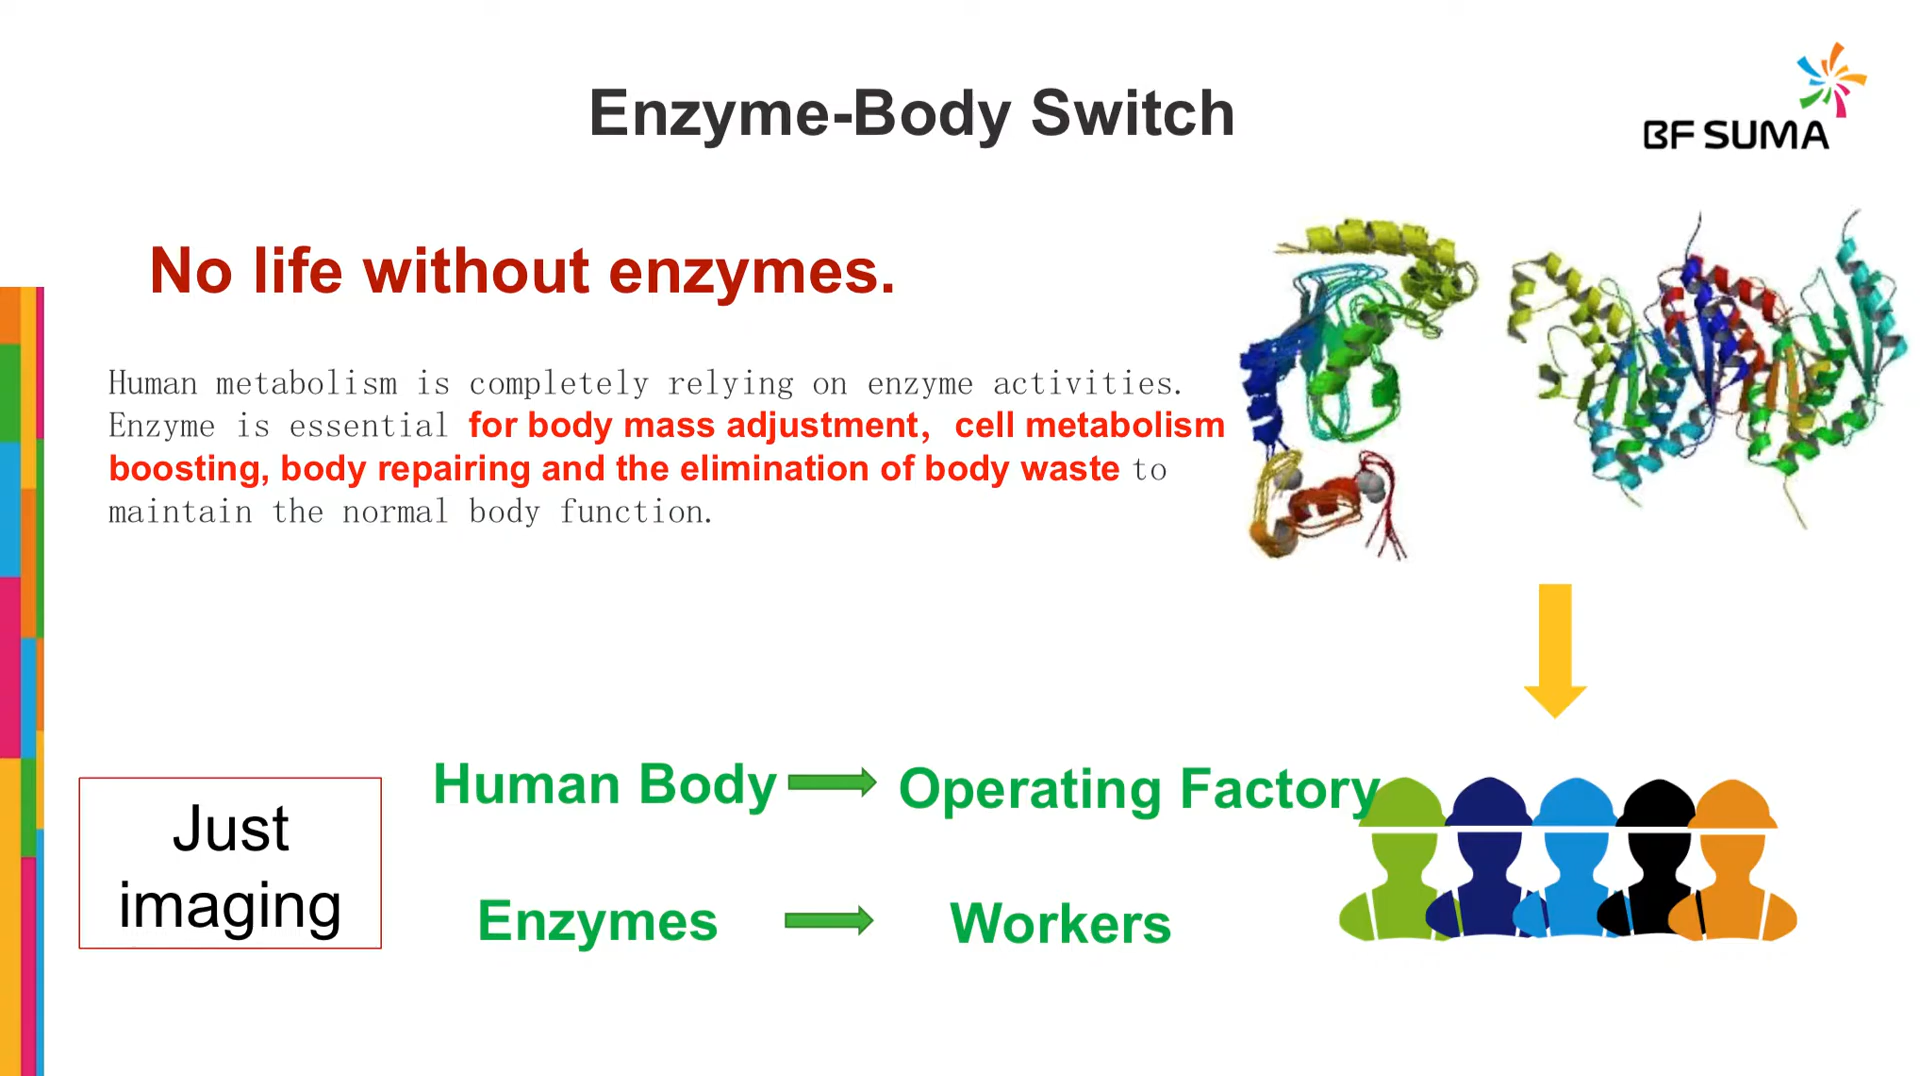 Enzyme-Body Switch
BF SUMA
No life without enzymes.
Human metabolism is completely relying on enzyme activities.
Enzyme is essential for body mass adjustment, cell metabolism
boosting, body repairing and the elimination of body waste to
maintain the normal body function.
Just
imaging
Human Body
Operating Factory
Enzymes
Workers